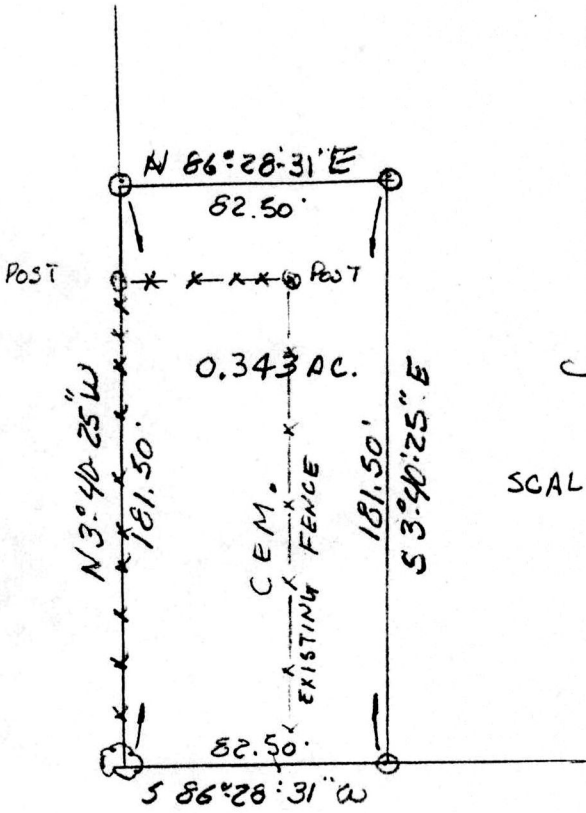 N 86°28'31" E
82.50'
POST
POST
0.343 AC.
N 3°40'25" W
181.50'
CEM.
EXISTING FENCE
181.50'
S 3°40'25" E
SCAL
82.50'
S 86°28'31" W